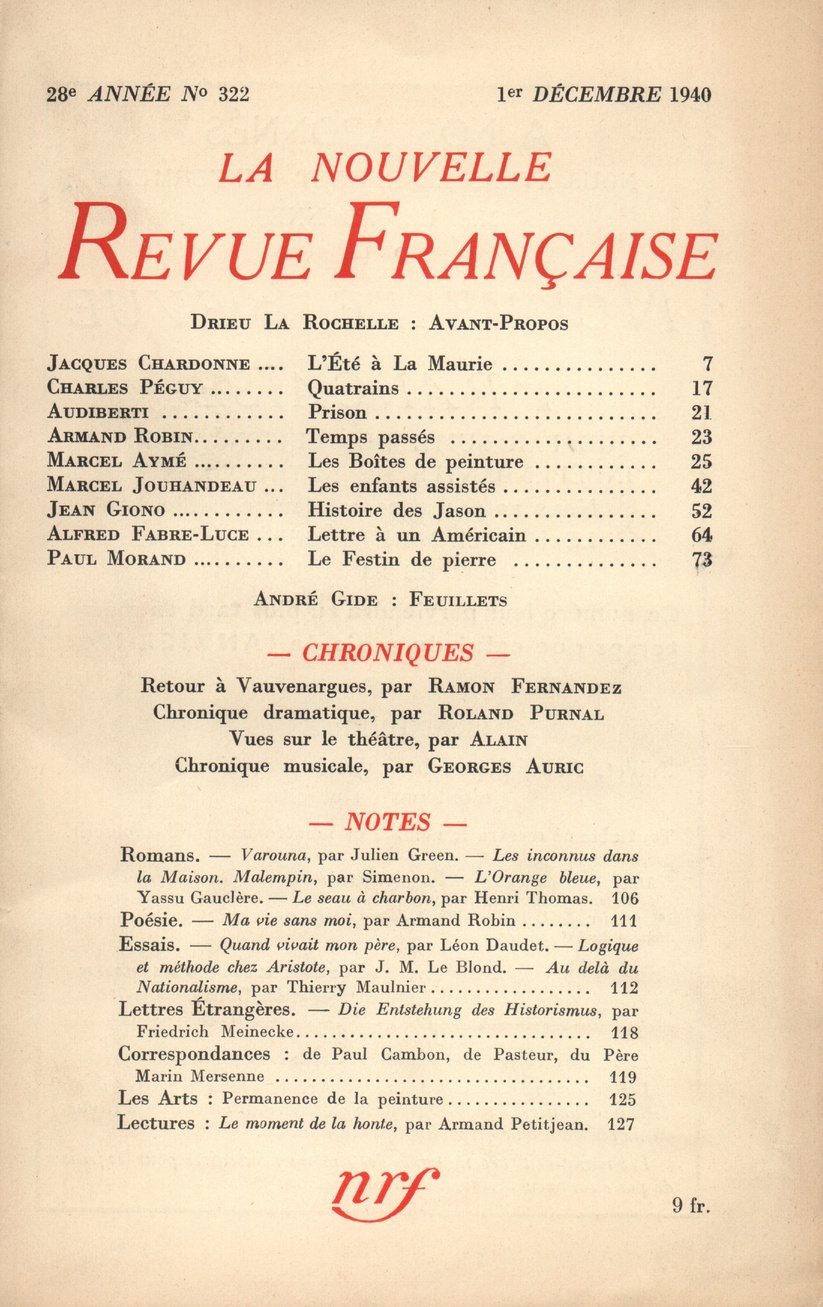 28e ANNÉE No 322 1er DÉCEMBRE 1940
LA NOUVELLE
REVUE FRANÇAISE
DRIEU LA ROCHELLE : AVANT-PROPOS
JACQUES CHARDONNE .... L'Été à La Maurie ............... 7
CHARLES PÉGUY ........ Quatrains ........................ 17
AUDIBERTI ............ Prison ........................... 21
ARMAND ROBIN......... Temps passés .................... 23
MARCEL AYMÉ .......... Les Boîtes de peinture ............ 25
MARCEL JOUHANDEAU ... Les enfants assistés ............... 42
JEAN GIONO ........... Histoire des Jason ................ 52
ALFRED FABRE-LUCE ... Lettre à un Américain ............ 64
PAUL MORAND .......... Le Festin de pierre .............. 73
ANDRÉ GIDE : FEUILLETS
— CHRONIQUES —
Retour à Vauvenargues, par RAMON FERNANDEZ
Chronique dramatique, par ROLAND PURNAL
Vues sur le théâtre, par ALAIN
Chronique musicale, par GEORGES AURIC
— NOTES —
Romans. — Varouna, par Julien Green. — Les inconnus dans
la Maison. Malempin, par Simenon. — L'Orange bleue, par
Yassu Gauclère. — Le seau à charbon, par Henri Thomas. 106
Poésie. — Ma vie sans moi, par Armand Robin ........ 111
Essais. — Quand vivait mon père, par Léon Daudet. — Logique
et méthode chez Aristote, par J. M. Le Blond. — Au delà du
Nationalisme, par Thierry Maulnier .................. 112
Lettres Étrangères. — Die Entstehung des Historismus, par
Friedrich Meinecke................................ 118
Correspondances : de Paul Cambon, de Pasteur, du Père
Marin Mersenne .................................. 119
Les Arts : Permanence de la peinture................ 125
Lectures : Le moment de la honte, par Armand Petitjean. 127
nrf
9 fr.